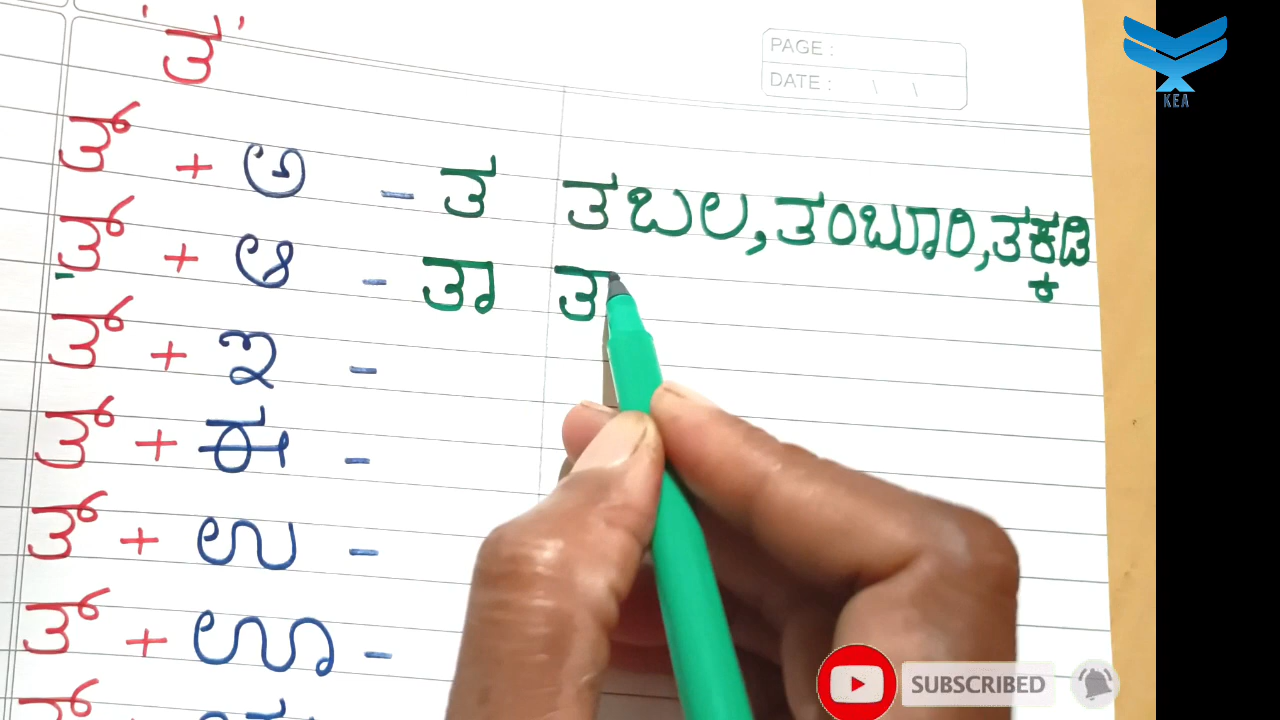 'ತ'
PAGE :
DATE : \ \
KEA
ತ್ + ಅ - ತ ತಬಲ, ತಂಬೂರಿ, ತಕ್ಕಡಿ
ತ್ + ಆ - ತಾ ತಾ
ತ್ + ಇ -
ತ್ + ಈ -
ತ್ + ಉ -
ತ್ + ಊ -
SUBSCRIBED